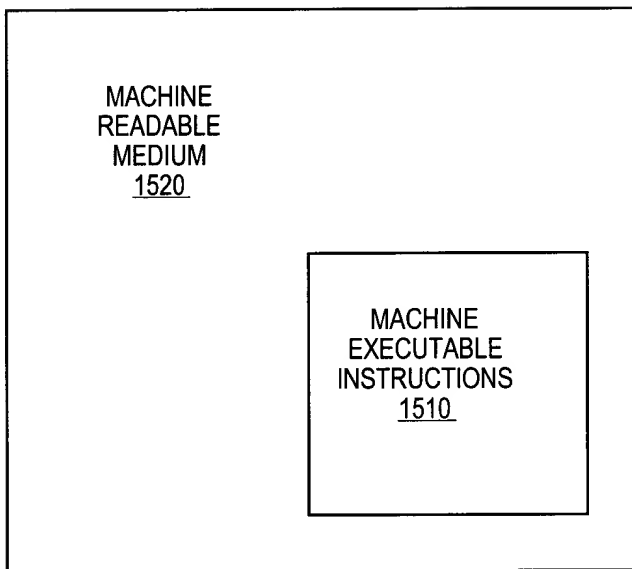 MACHINE
READABLE
MEDIUM
1520
MACHINE
EXECUTABLE
INSTRUCTIONS
1510